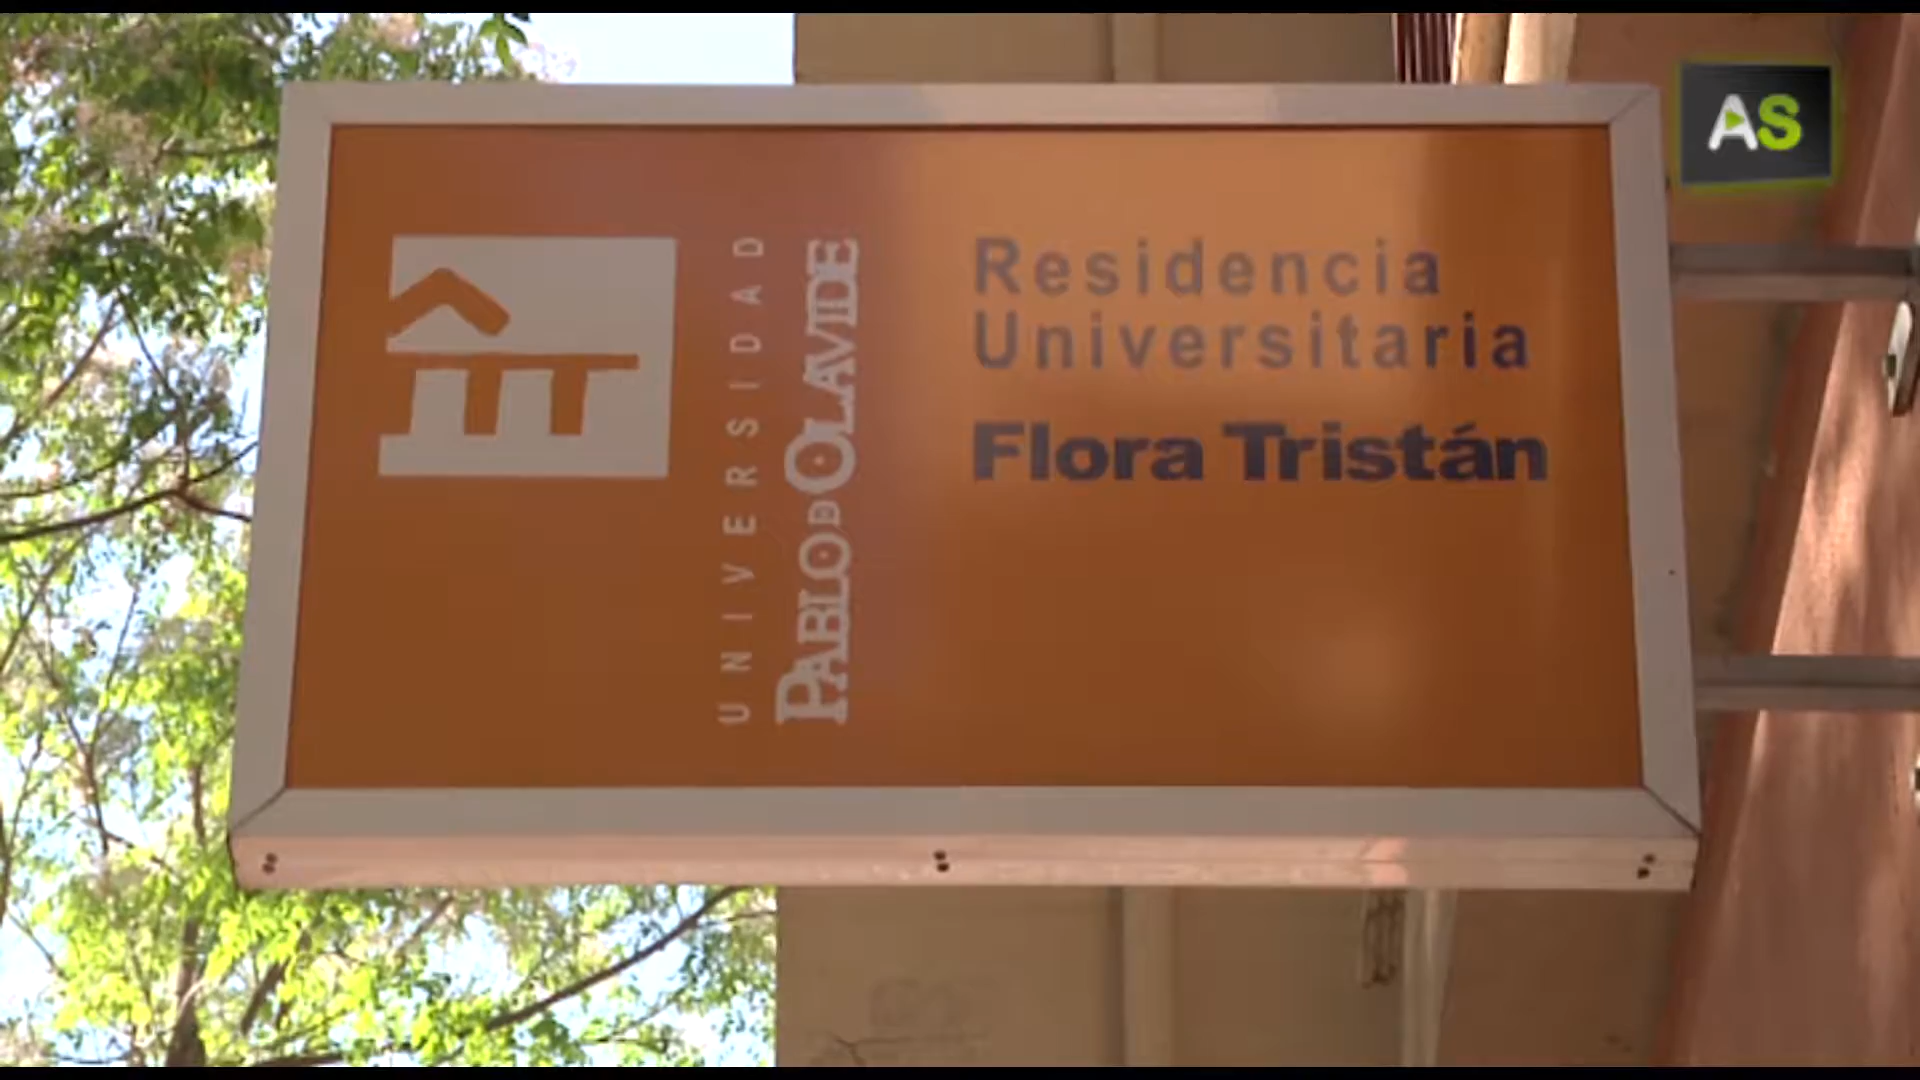 UNIVERSIDAD
PABLO DE OLAVIDE
Residencia
Universitaria
Flora Tristán
AS